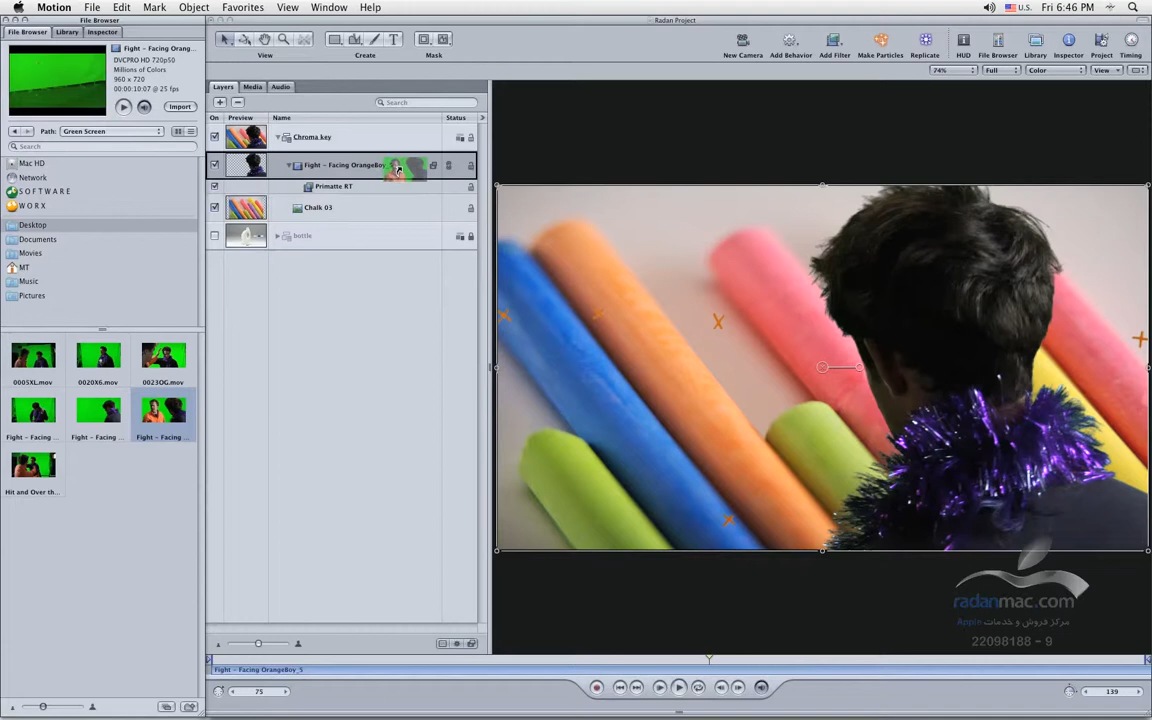 Motion File Edit Mark Object Favorites View Window Help U.S. Fri 6:46 PM
File Browser Radan Project
File Browser Library Inspector
Fight - Facing Orang...
DVCPRO HD 720p50
Millions of Colors
960 x 720
00:00:10:07 @ 25 fps
Import
Path: Green Screen
Search
Mac HD
Network
S O F T W A R E
W O R X
Desktop
Documents
Movies
MT
Music
Pictures
0005XL.mov 0020X6.mov 0023OG.mov
Fight - Facing ... Fight - Facing ... Fight - Facing ...
Hit and Over th...
View Create Mask
New Camera Add Behavior Add Filter Make Particles Replicate HUD File Browser Library Inspector Project Timing
74% Full Color View
Layers Media Audio
Search
On Preview Name Status
Chroma key
Fight - Facing OrangeBoy
Primatte RT
Chalk 03
bottle
radanmac.com
مرکز فروش و خدمات Apple
22098188 - 9
Fight - Facing OrangeBoy_S
75 139